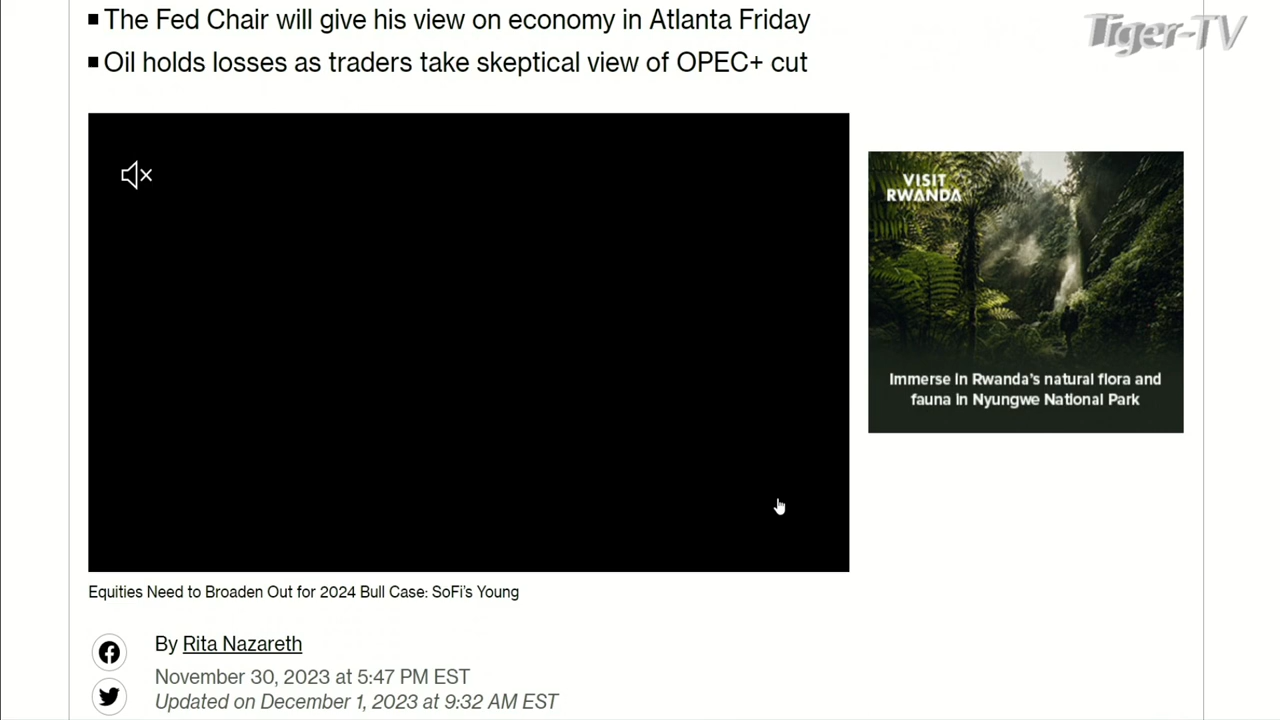 The Fed Chair will give his view on economy in Atlanta Friday
Tiger-TV
Oil holds losses as traders take skeptical view of OPEC+ cut
VISIT
RWANDA
Immerse in Rwanda's natural flora and
fauna in Nyungwe National Park
Equities Need to Broaden Out for 2024 Bull Case: SoFi's Young
By Rita Nazareth
November 30, 2023 at 5:47 PM EST
Updated on December 1, 2023 at 9:32 AM EST